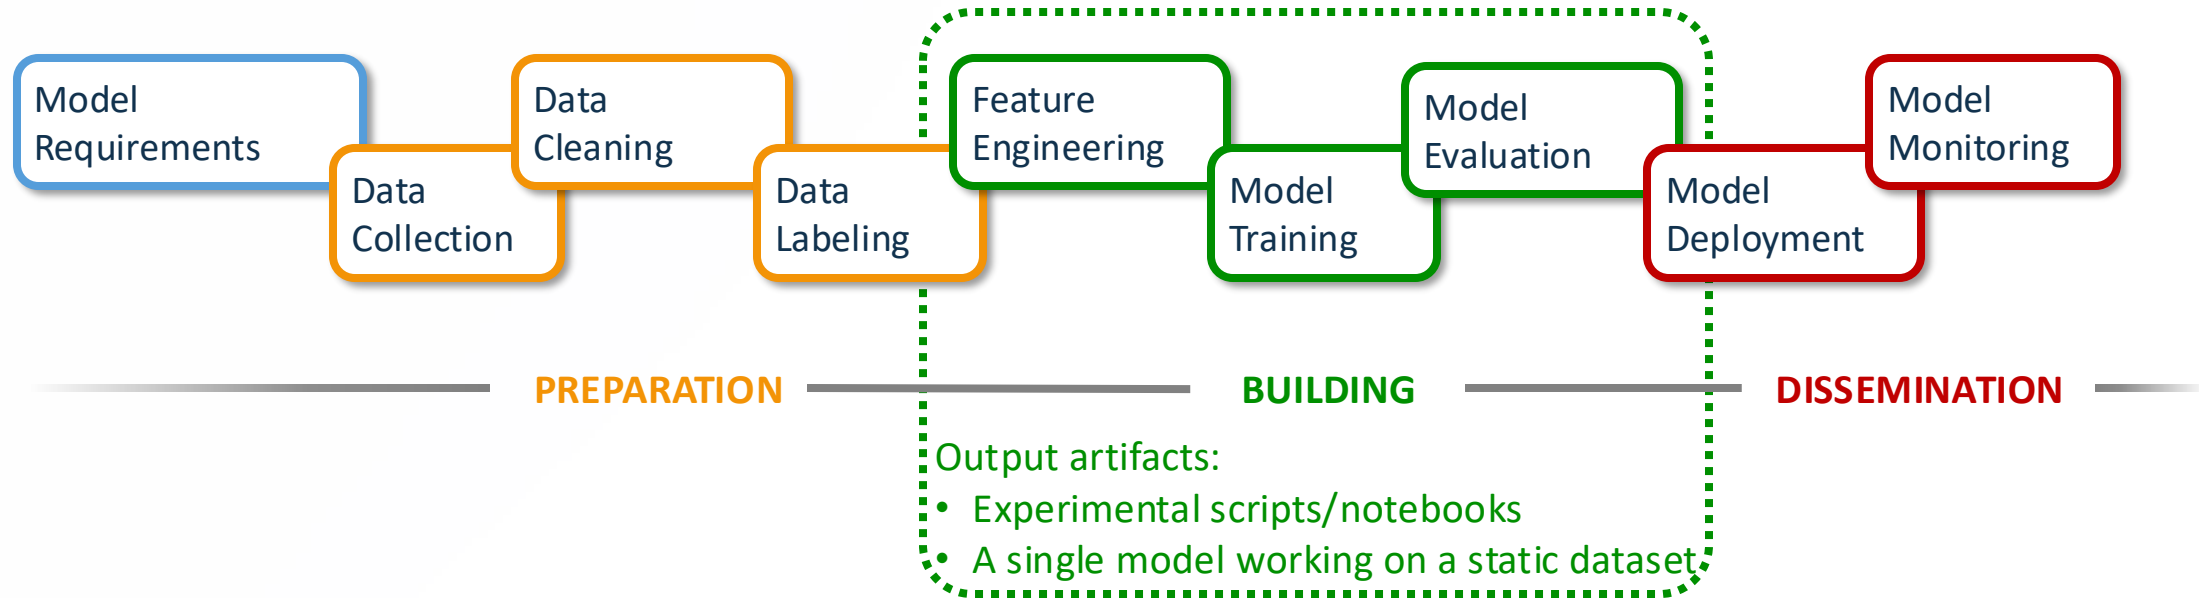 Model
Requirements
Data
Collection
Data
Cleaning
Data
Labeling
Feature
Engineering
Model
Training
Model
Evaluation
Model
Deployment
Model
Monitoring
PREPARATION
BUILDING
DISSEMINATION
Output artifacts:
• Experimental scripts/notebooks
• A single model working on a static dataset